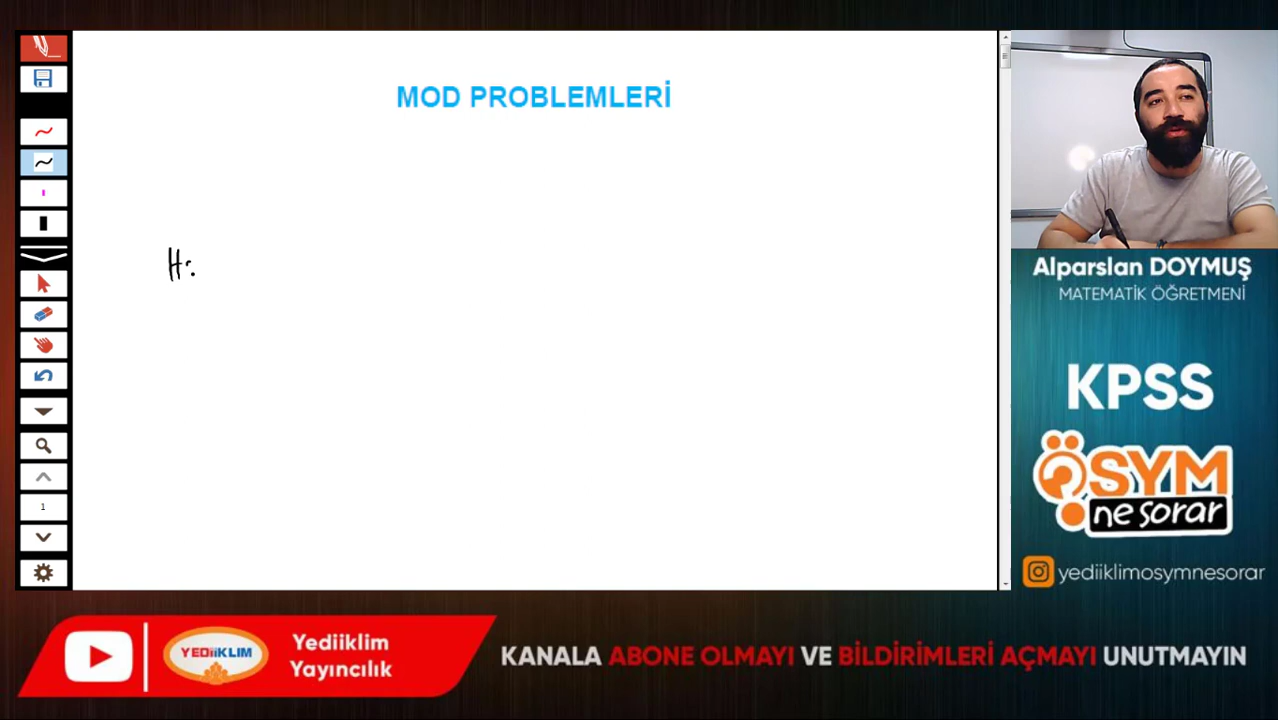 MOD PROBLEMLERİ
H:
1
Alparslan DOYMUŞ
MATEMATİK ÖĞRETMENİ
KPSS
ÖSYM
ne sorar
yediiklimosymnesorar
YEDİİKLİM
Yediiklim
Yayıncılık
KANALA ABONE OLMAYI VE BİLDİRİMLERİ AÇMAYI UNUTMAYIN